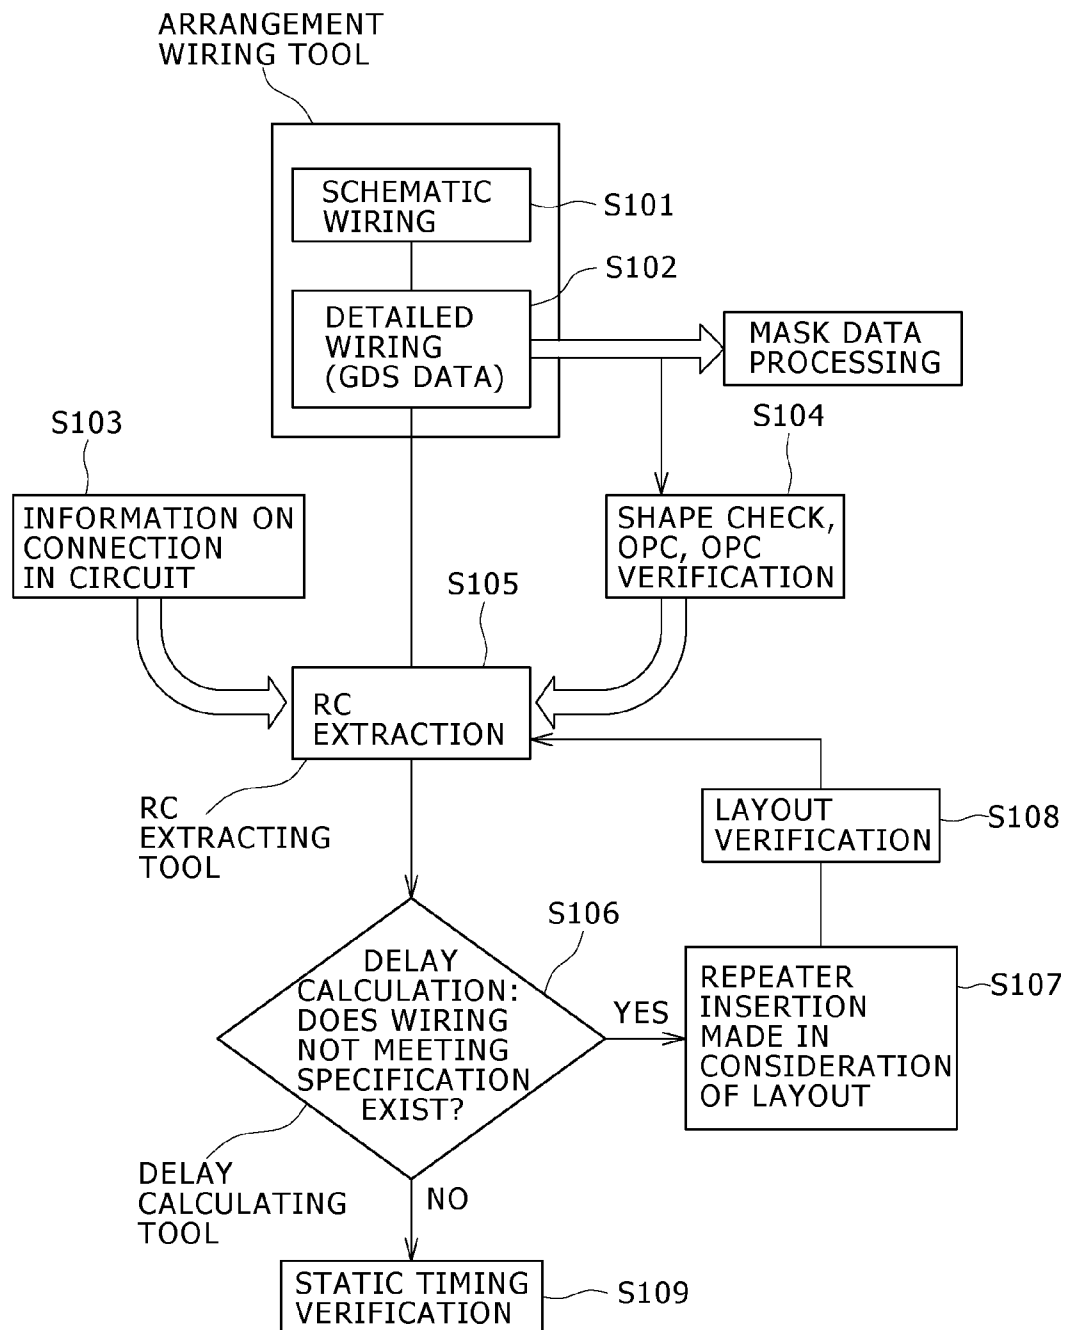 ARRANGEMENT
WIRING TOOL
SCHEMATIC
WIRING
S101
S102
DETAILED
WIRING
(GDS DATA)
MASK DATA
PROCESSING
S103
S104
INFORMATION ON
CONNECTION
IN CIRCUIT
SHAPE CHECK,
OPC, OPC
VERIFICATION
S105
RC
EXTRACTION
RC
EXTRACTING
TOOL
LAYOUT
VERIFICATION
S108
S106
DELAY
CALCULATION:
DOES WIRING
NOT MEETING
SPECIFICATION
EXIST?
YES
REPEATER
INSERTION
MADE IN
CONSIDERATION
OF LAYOUT
S107
DELAY
CALCULATING
TOOL
NO
STATIC TIMING
VERIFICATION
S109